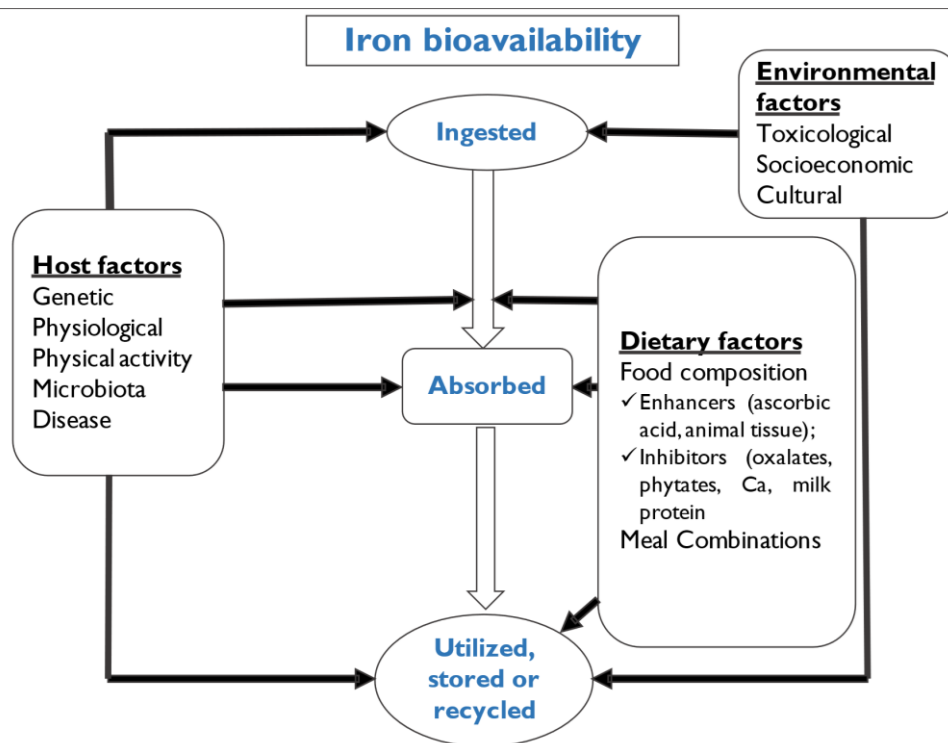 Iron bioavailability
Ingested
Environmental
factors
Toxicological
Socioeconomic
Cultural
Host factors
Genetic
Physiological
Physical activity
Microbiota
Disease
Absorbed
Dietary factors
Food composition
✓Enhancers (ascorbic
acid, animal tissue);
✓Inhibitors (oxalates,
phytates, Ca, milk
protein
Meal Combinations
Utilized,
stored or
recycled